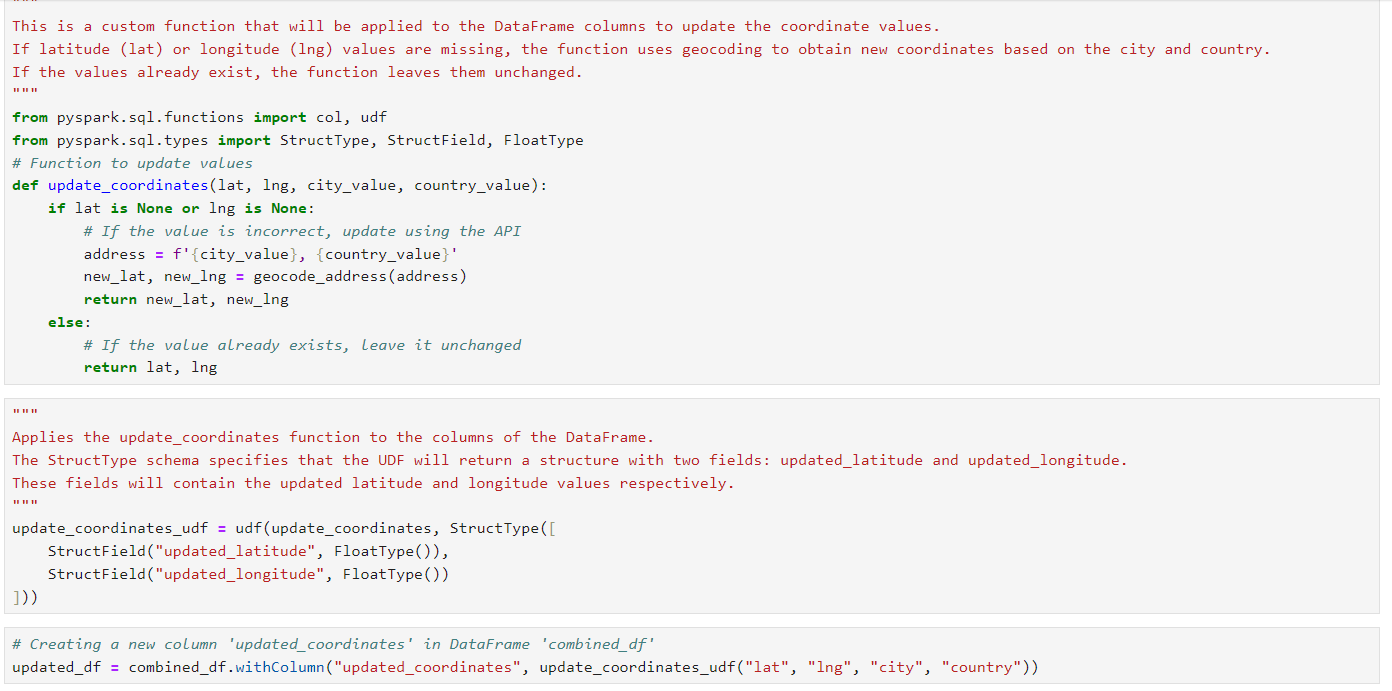 """
This is a custom function that will be applied to the DataFrame columns to update the coordinate values.
If latitude (lat) or longitude (lng) values are missing, the function uses geocoding to obtain new coordinates based on the city and country.
If the values already exist, the function leaves them unchanged.
"""
from pyspark.sql.functions import col, udf
from pyspark.sql.types import StructType, StructField, FloatType
# Function to update values
def update_coordinates(lat, lng, city_value, country_value):
    if lat is None or lng is None:
        # If the value is incorrect, update using the API
        address = f'{city_value}, {country_value}'
        new_lat, new_lng = geocode_address(address)
        return new_lat, new_lng
    else:
        # If the value already exists, leave it unchanged
        return lat, lng
"""
Applies the update_coordinates function to the columns of the DataFrame.
The StructType schema specifies that the UDF will return a structure with two fields: updated_latitude and updated_longitude.
These fields will contain the updated latitude and longitude values respectively.
"""
update_coordinates_udf = udf(update_coordinates, StructType([
    StructField("updated_latitude", FloatType()),
    StructField("updated_longitude", FloatType())
]))
# Creating a new column 'updated_coordinates' in DataFrame 'combined_df'
updated_df = combined_df.withColumn("updated_coordinates", update_coordinates_udf("lat", "lng", "city", "country"))